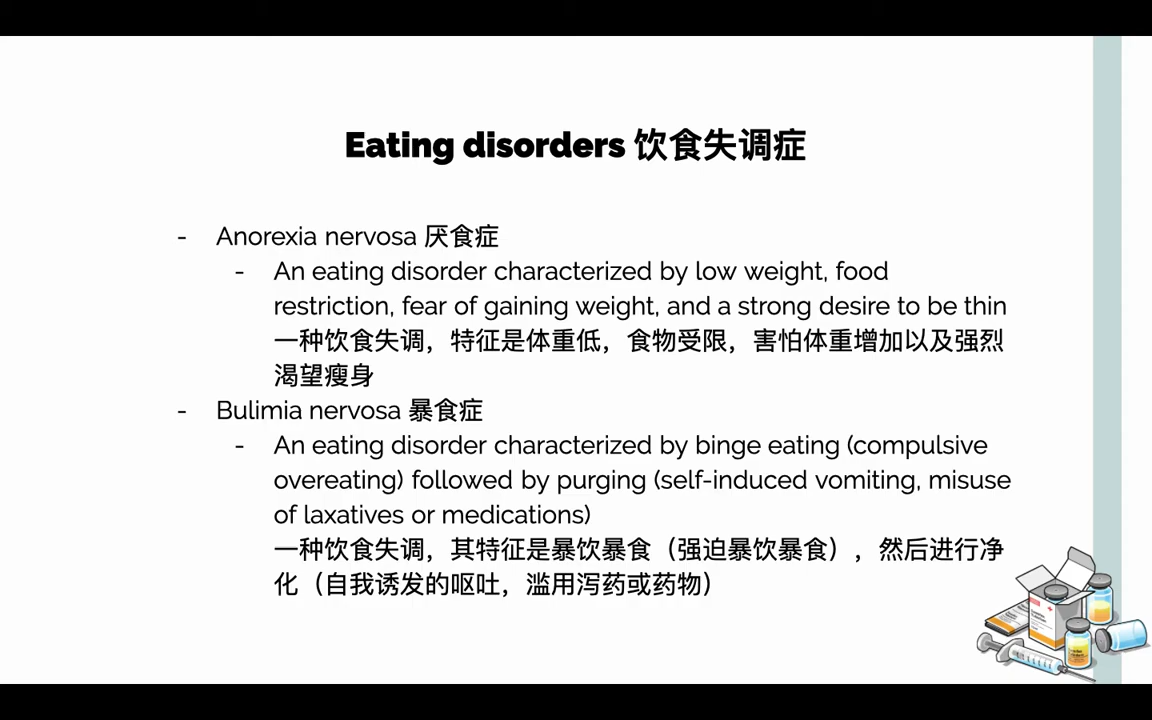 Eating disorders 饮食失调症
- Anorexia nervosa 厌食症
- An eating disorder characterized by low weight, food
restriction, fear of gaining weight, and a strong desire to be thin
一种饮食失调，特征是体重低，食物受限，害怕体重增加以及强烈
渴望瘦身
- Bulimia nervosa 暴食症
- An eating disorder characterized by binge eating (compulsive
overeating) followed by purging (self-induced vomiting, misuse
of laxatives or medications)
一种饮食失调，其特征是暴饮暴食（强迫暴饮暴食），然后进行净
化（自我诱发的呕吐，滥用泻药或药物）